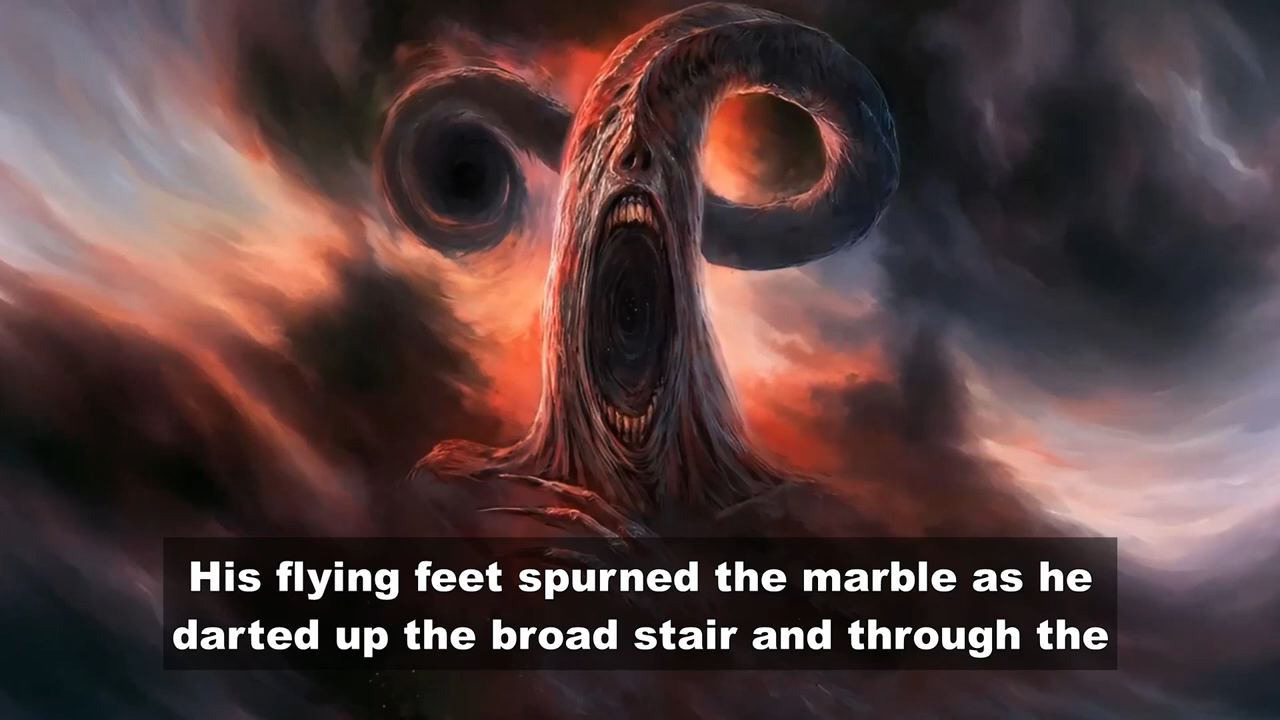 His flying feet spurned the marble as he
darted up the broad stair and through the